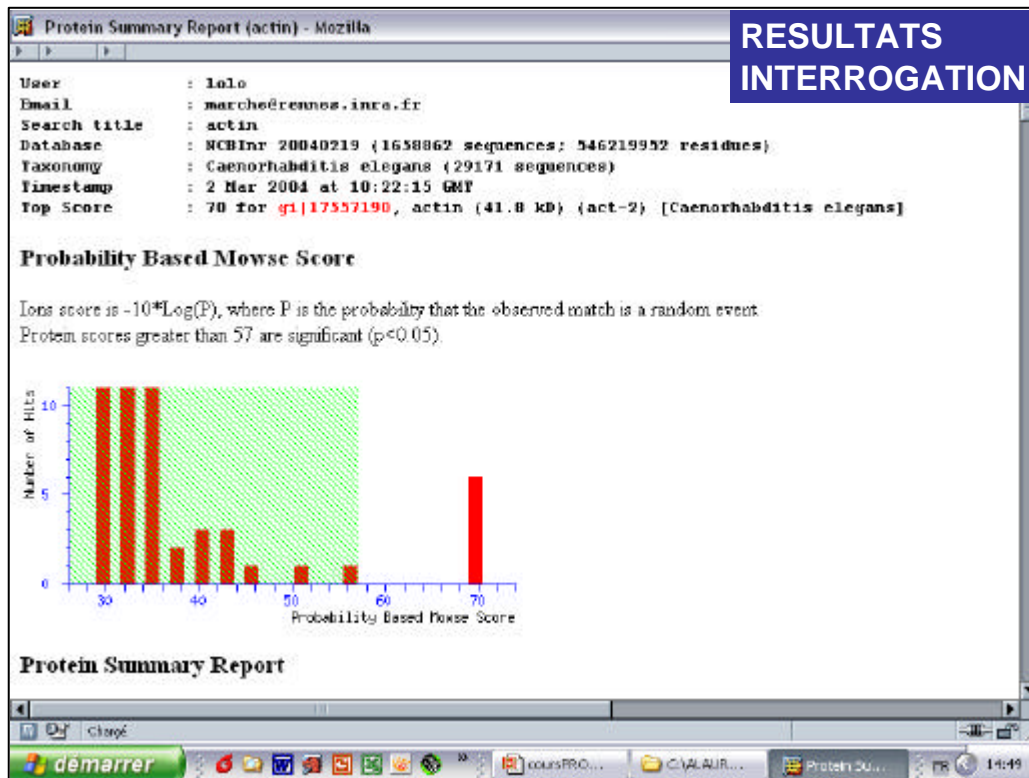 Protein Summary Report (actin) - Mozilla
RESULTATS
INTERROGATION
User : lolo
Email : marche@rennes.inra.fr
Search title : actin
Database : NCBInr 20040219 (1658862 sequences; 546219952 residues)
Taxonomy : Caenorhabditis elegans (29171 sequences)
Timestamp : 2 Mar 2004 at 10:22:15 GMT
Top Score : 70 for gi|17557190, actin (41.8 kD) (act-2) [Caenorhabditis elegans]
Probability Based Mowse Score
Ions score is -10*Log(P), where P is the probability that the observed match is a random event
Protein scores greater than 57 are significant (p<0.05).
Number of Hits
10
5
0
30 40 50 60 70
Probability Based Mowse Score
Protein Summary Report
Chargé
démarrer coursPRO... C:\ALAUR... Protein Su... FR 14:49